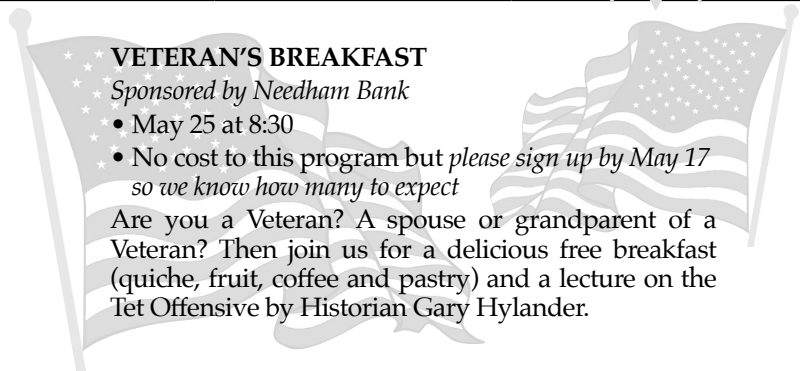 VETERAN’S BREAKFAST
Sponsored by Needham Bank
• May 25 at 8:30
• No cost to this program but please sign up by May 17
so we know how many to expect
Are you a Veteran? A spouse or grandparent of a
Veteran? Then join us for a delicious free breakfast
(quiche, fruit, coffee and pastry) and a lecture on the
Tet Offensive by Historian Gary Hylander.